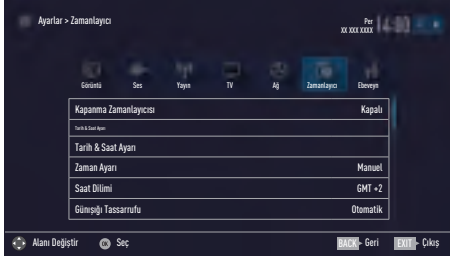 Ayarlar > Zamanlayıcı
Per
XX XXX XXXX
14:00
Görüntü Ses Yayın TV Ağ Zamanlayıcı Ebeveyn
Kapanma Zamanlayıcısı Kapalı
Tarih & Saat Ayarı
Tarih & Saat Ayarı
Zaman Ayarı Manuel
Saat Dilimi GMT +2
Günışığı Tassarrufu Otomatik
Alanı Değiştir OK Seç BACK Geri EXIT Çıkış